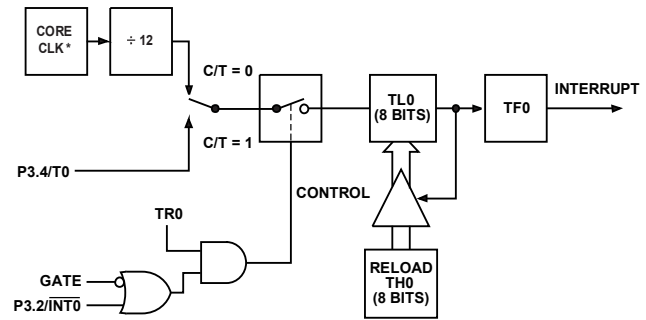 CORE
CLK*
÷ 12
C/T = 0
C/T = 1
P3.4/T0
TL0
(8 BITS)
TF0
INTERRUPT
CONTROL
TR0
GATE
P3.2/INT0
RELOAD
TH0
(8 BITS)